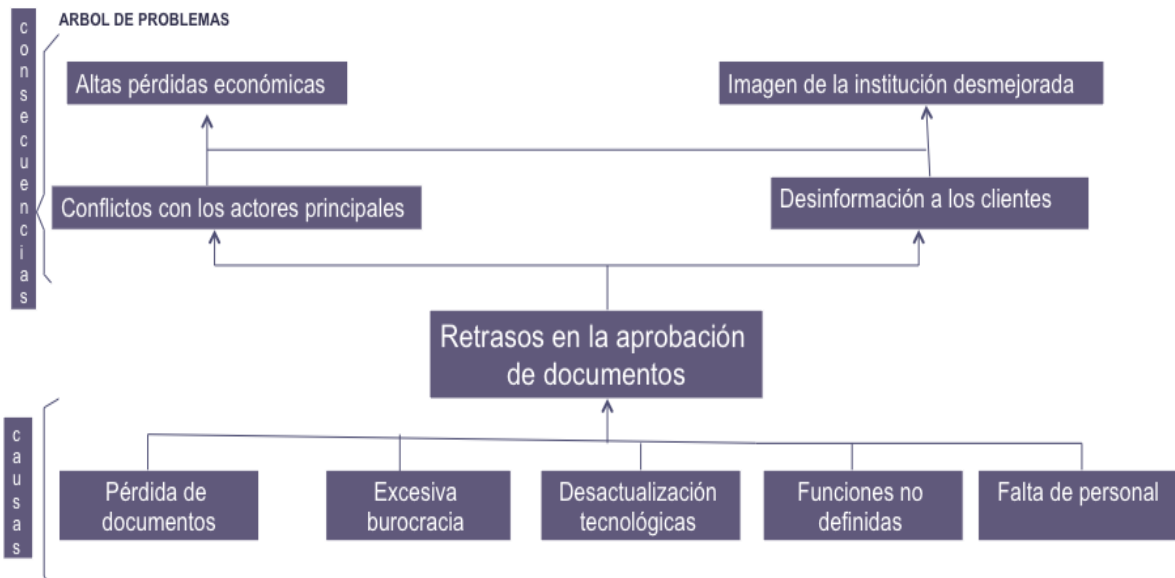 ARBOL DE PROBLEMAS
consecuencias
Altas pérdidas económicas
Imagen de la institución desmejorada
Conflictos con los actores principales
Desinformación a los clientes
Retrasos en la aprobación
de documentos
causas
Pérdida de
documentos
Excesiva
burocracia
Desactualización
tecnológicas
Funciones no
definidas
Falta de personal